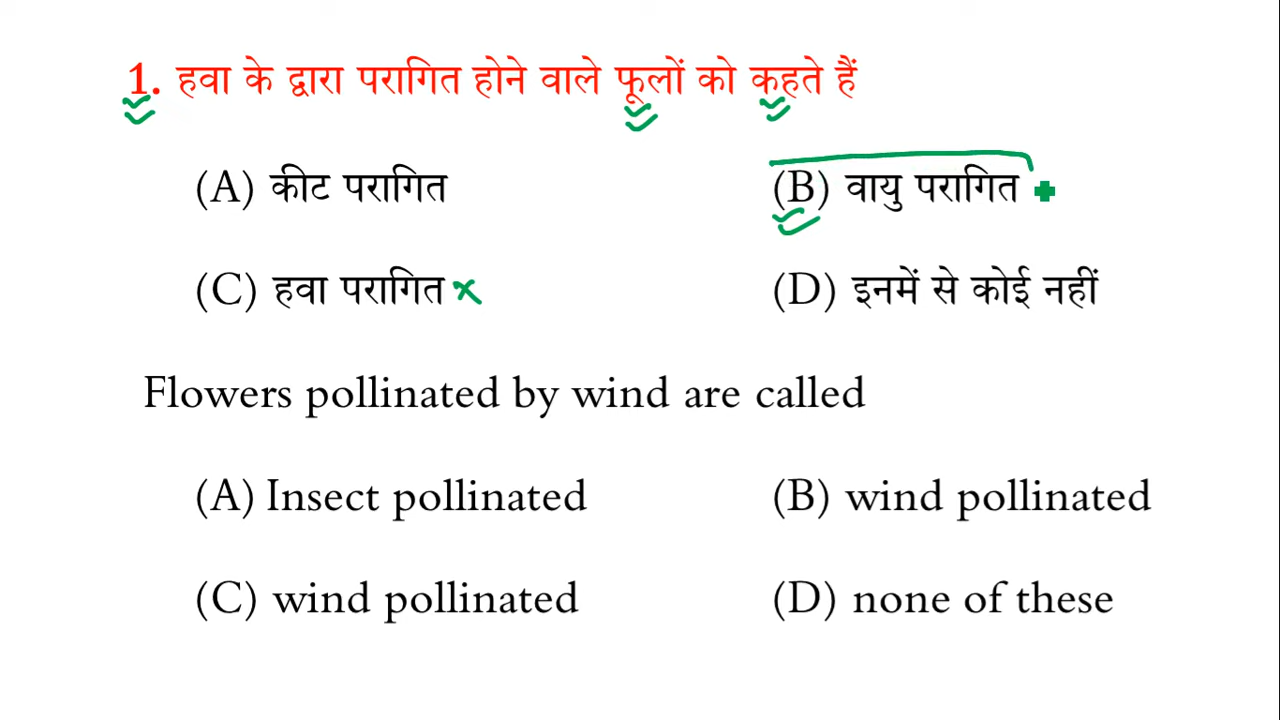 1. हवा के द्वारा परागित होने वाले फूलों को कहते हैं
(A) कीट परागित (B) वायु परागित
(C) हवा परागित (D) इनमें से कोई नहीं
Flowers pollinated by wind are called
(A) Insect pollinated (B) wind pollinated
(C) wind pollinated (D) none of these